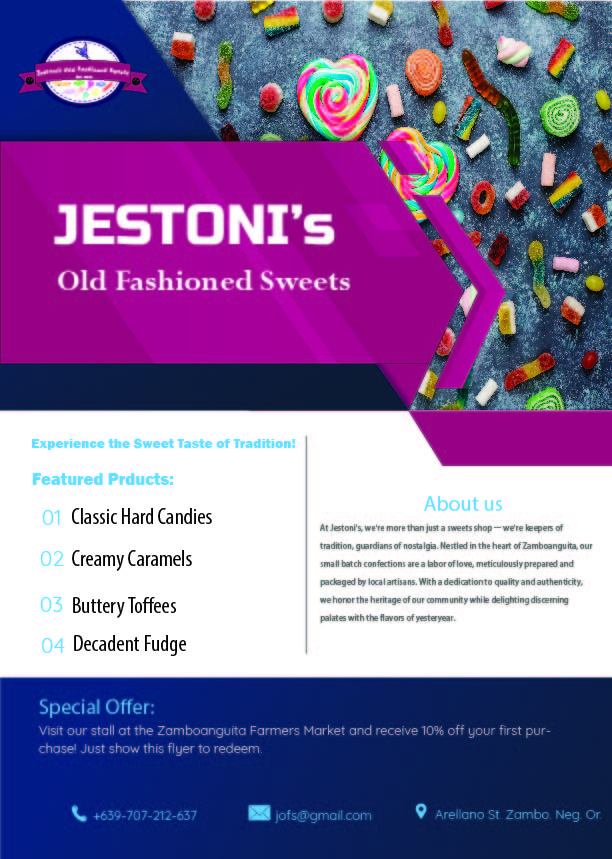 Jestoni's Old Fashioned Sweets
JESTONI's
Old Fashioned Sweets
Experience the Sweet Taste of Tradition!
Featured Prducts:
01 Classic Hard Candies
02 Creamy Caramels
03 Buttery Toffees
04 Decadent Fudge
About us
At Jestoni's, we're more than just a sweets shop — we're keepers of
tradition, guardians of nostalgia. Nestled in the heart of Zamboanguita, our
small batch confections are a labor of love, meticulously prepared and
packaged by local artisans. With a dedication to quality and authenticity,
we honor the heritage of our community while delighting discerning
palates with the flavors of yesteryear.
Special Offer:
Visit our stall at the Zamboanguita Farmers Market and receive 10% off your first pur-
chase! Just show this flyer to redeem.
+639-707-212-637
jofs@gmail.com
Arellano St. Zambo. Neg. Or.